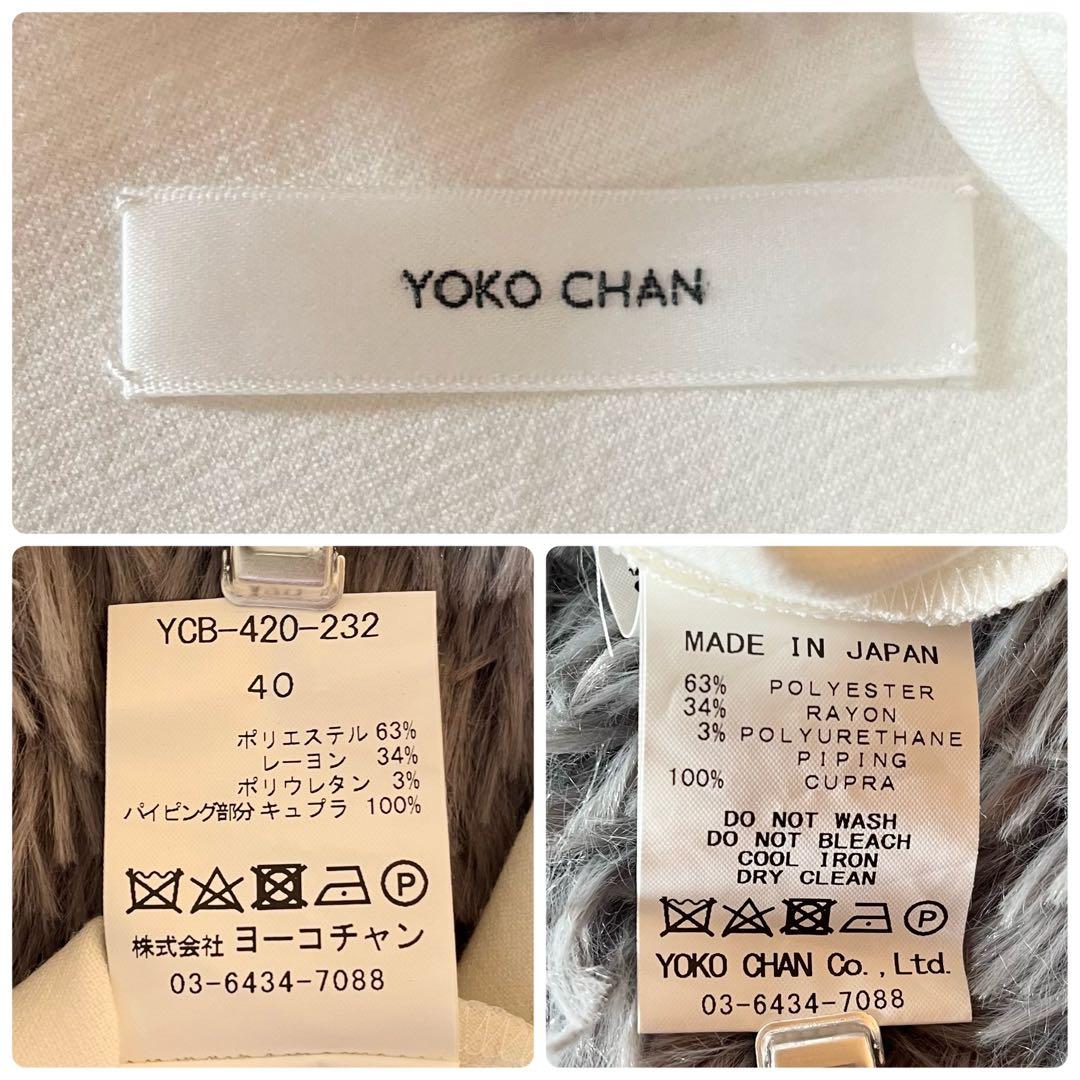 YOKO CHAN
YCB-420-232
40
ポリエステル 63%
レーヨン 34%
ポリウレタン 3%
パイピング部分 キュプラ 100%
P
株式会社 ヨーコチャン
03-6434-7088
MADE IN JAPAN
63% POLYESTER
34% RAYON
3% POLYURETHANE
PIPING
100% CUPRA
DO NOT WASH
DO NOT BLEACH
COOL IRON
DRY CLEAN
P
YOKO CHAN Co.,Ltd.
03-6434-7088